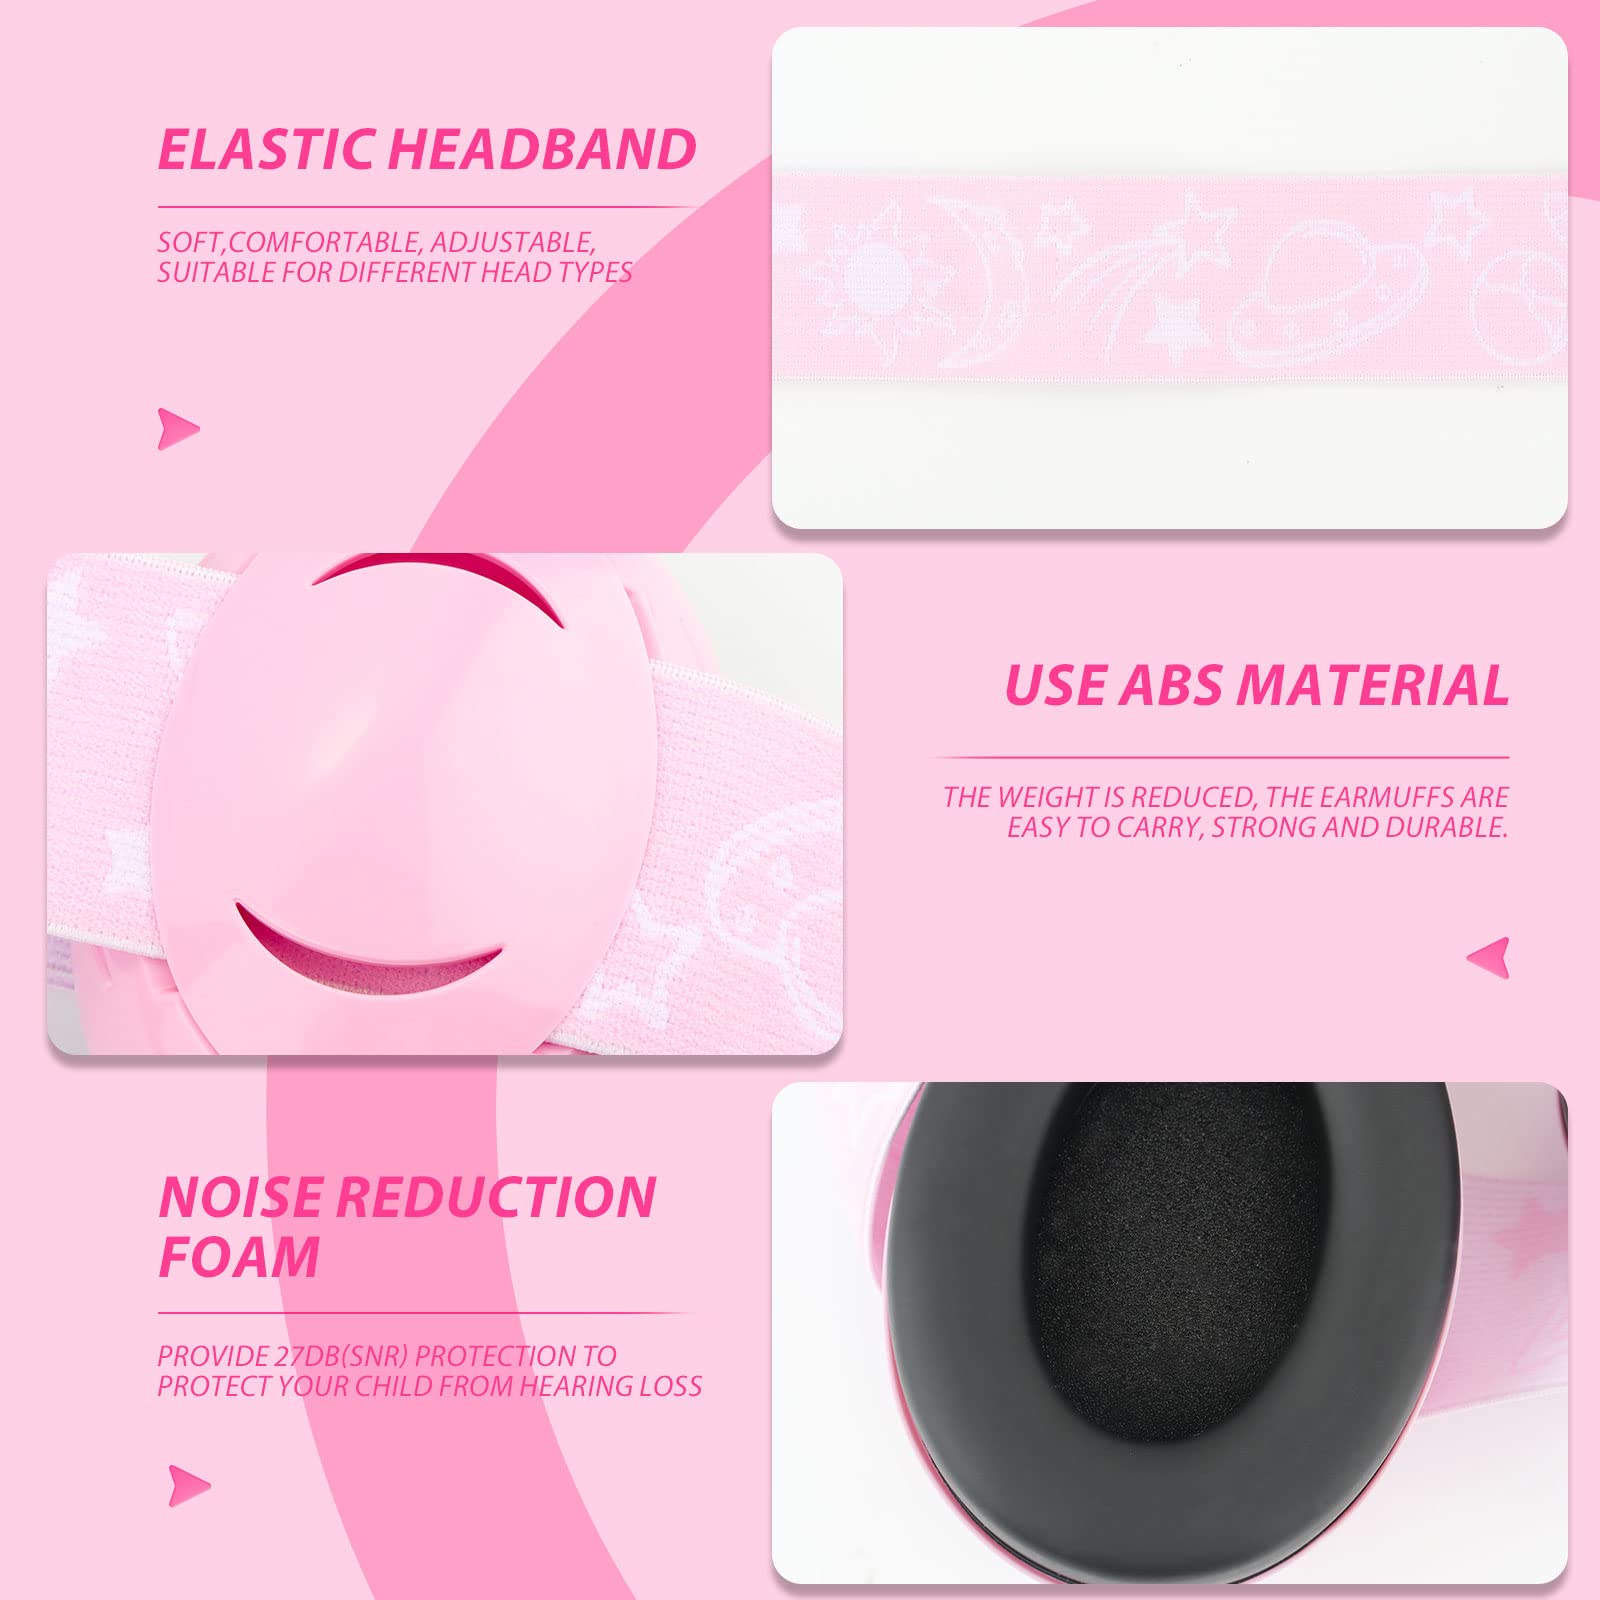 ELASTIC HEADBAND
SOFT,COMFORTABLE, ADJUSTABLE,
SUITABLE FOR DIFFERENT HEAD TYPES
USE ABS MATERIAL
THE WEIGHT IS REDUCED, THE EARMUFFS ARE
EASY TO CARRY, STRONG AND DURABLE.
NOISE REDUCTION
FOAM
PROVIDE 27DB(SNR) PROTECTION TO
PROTECT YOUR CHILD FROM HEARING LOSS